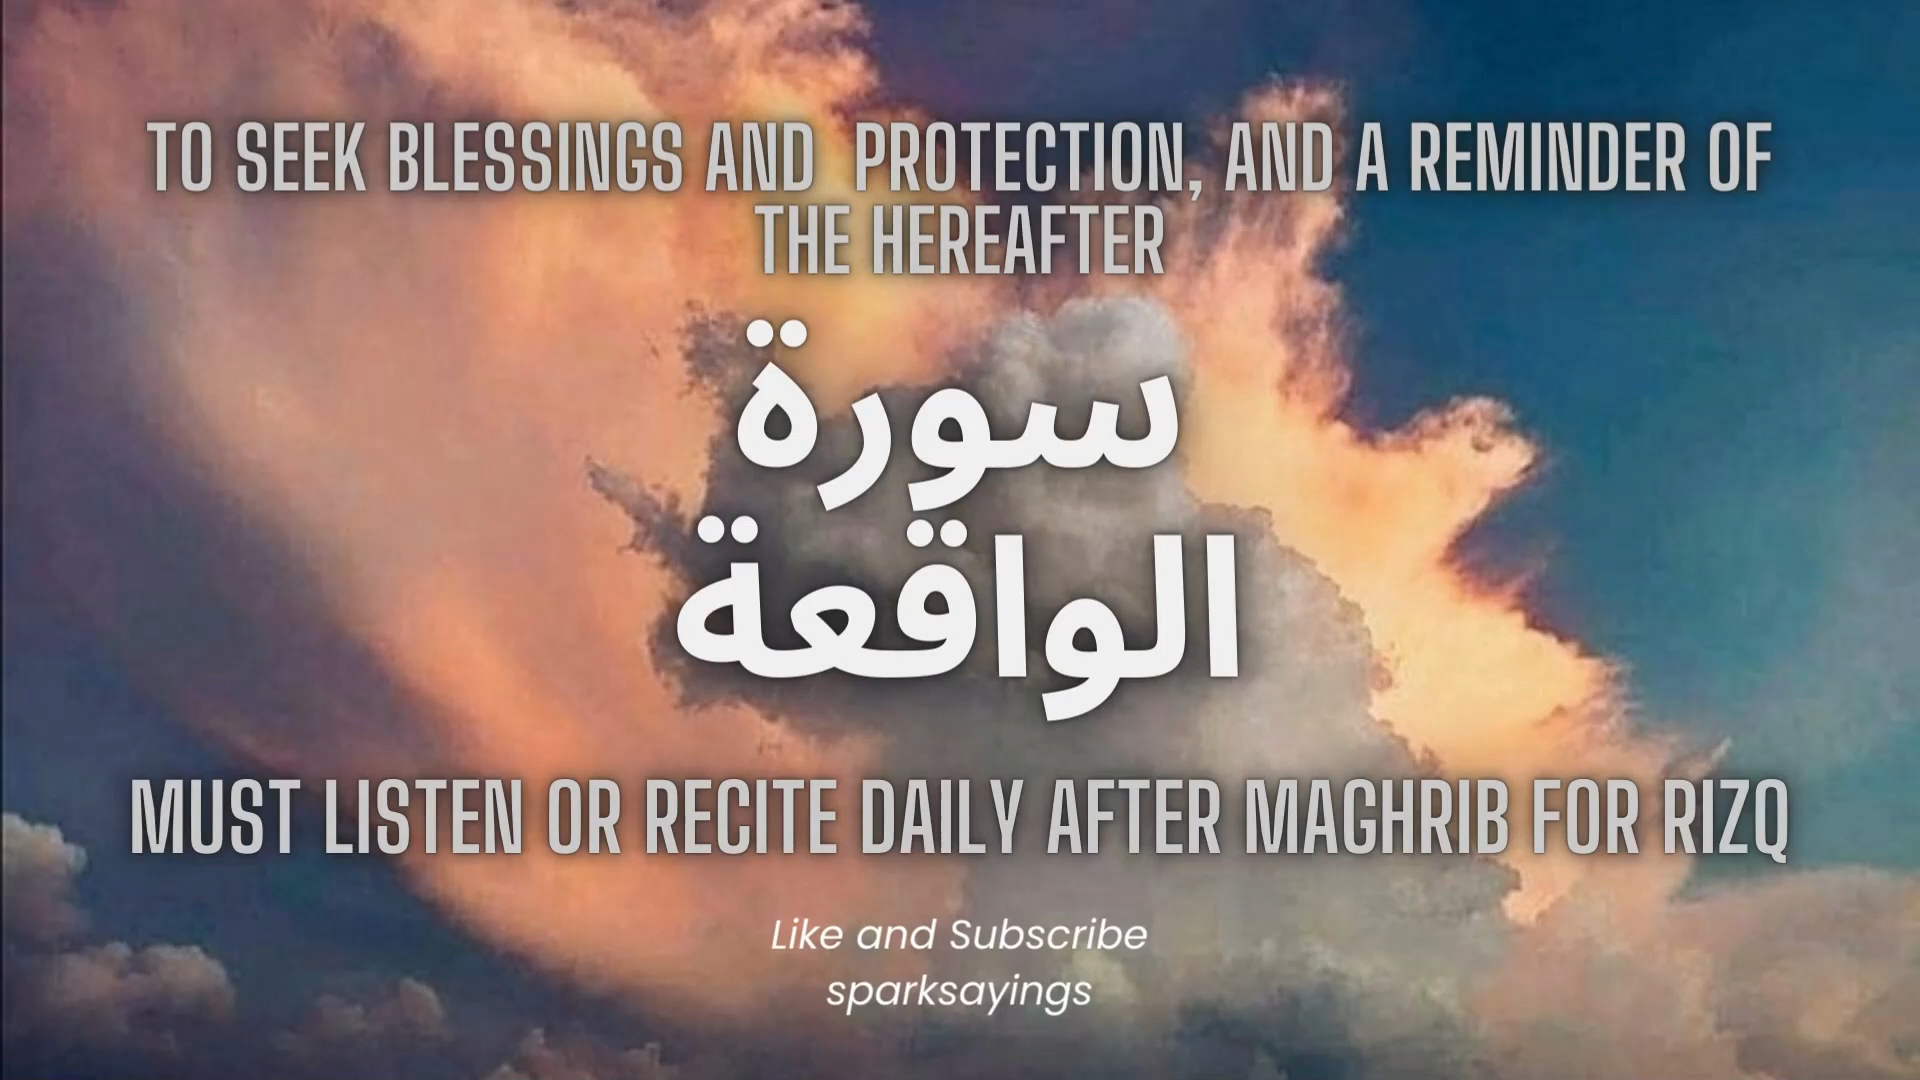 TO SEEK BLESSINGS AND PROTECTION, AND A REMINDER OF
THE HEREAFTER
سورة
الواقعة
MUST LISTEN OR RECITE DAILY AFTER MAGHRIB FOR RIZQ
Like and Subscribe
sparksayings